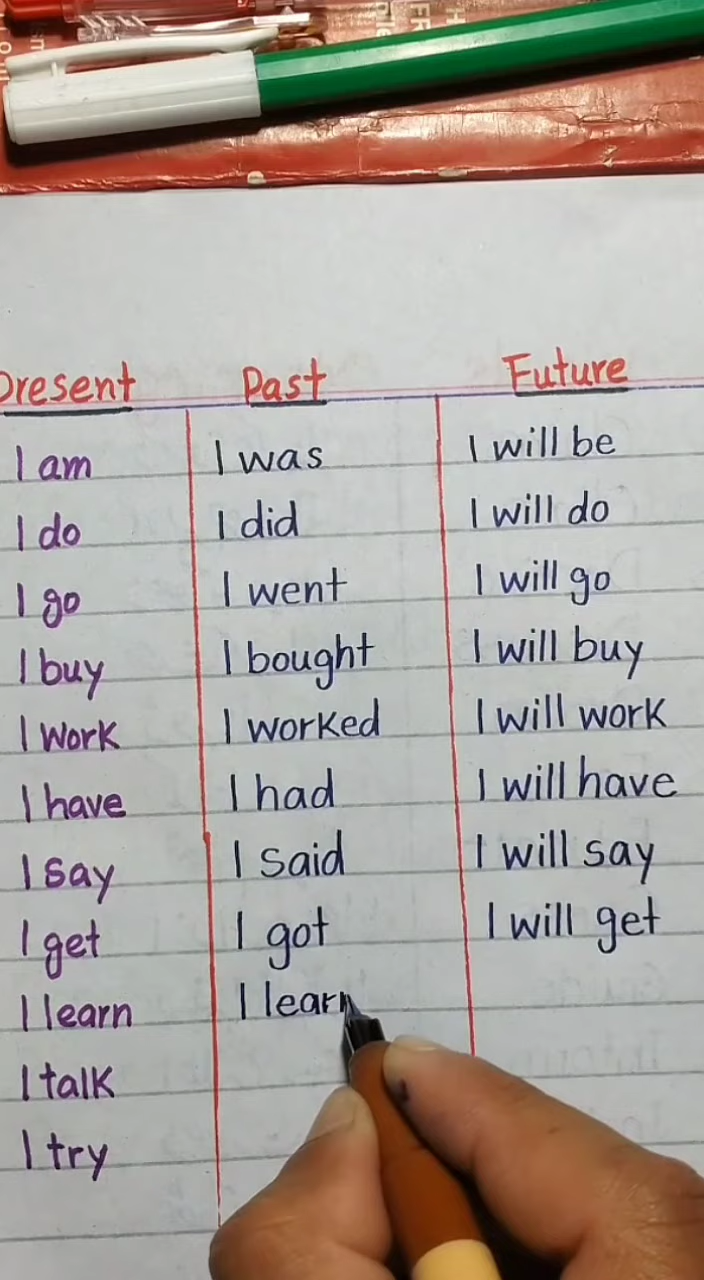 Present Past Future
I am I was I will be
I do I did I will do
I go I went I will go
I buy I bought I will buy
I work I worked I will work
I have I had I will have
I say I said I will say
I get I got I will get
I learn I learn
I talk
I try